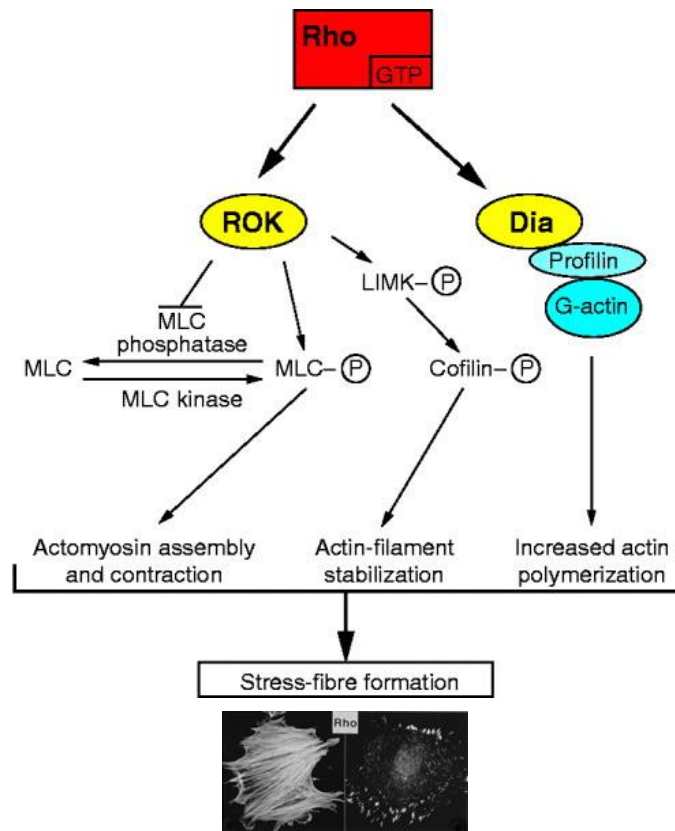 Rho
GTP
ROK
Dia
Profilin
G-actin
LIMK–P
MLC
phosphatase
MLC
MLC–P
MLC kinase
Cofilin–P
Actomyosin assembly
and contraction
Actin-filament
stabilization
Increased actin
polymerization
Stress-fibre formation
Rho